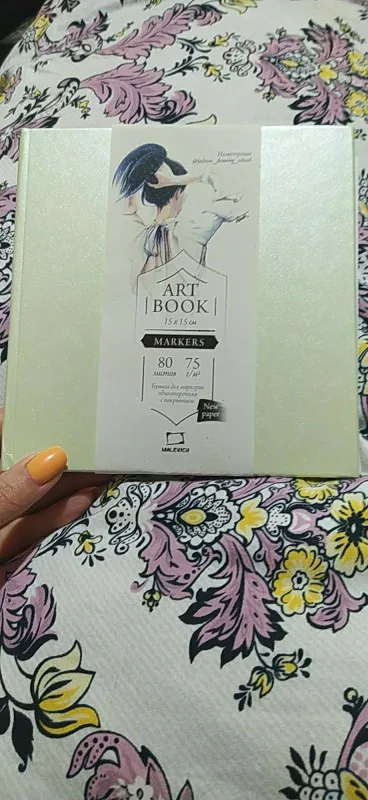 Иллюстрация
@fashion_drawing_school
ART
BOOK
15 x 15 см
MARKERS
80 75
листов г/м²
Бумага для маркеров
односторонняя
с покрытием
New
paper
MALEVICH